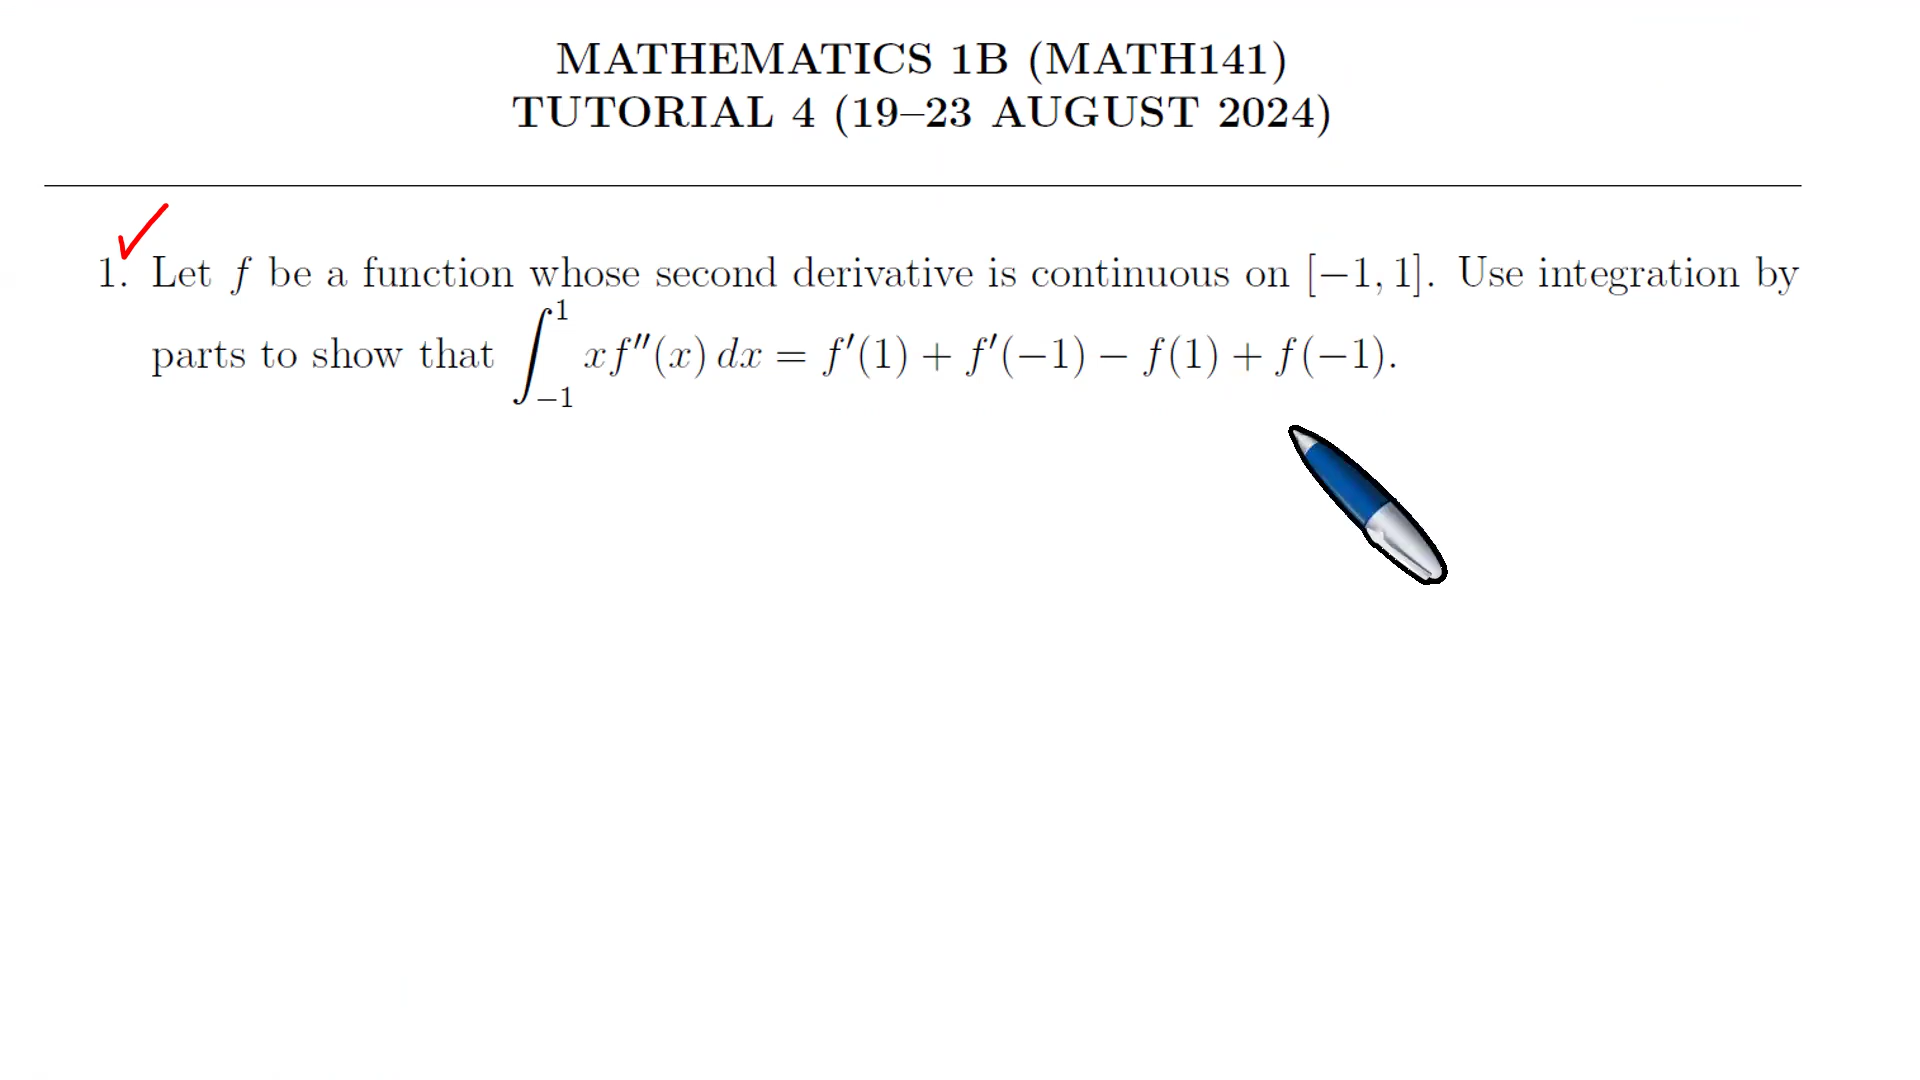 MATHEMATICS 1B (MATH141)
TUTORIAL 4 (19–23 AUGUST 2024)
1. Let f be a function whose second derivative is continuous on [−1, 1]. Use integration by
parts to show that ∫_{−1}^{1} x f″(x) dx = f′(1) + f′(−1) − f(1) + f(−1).